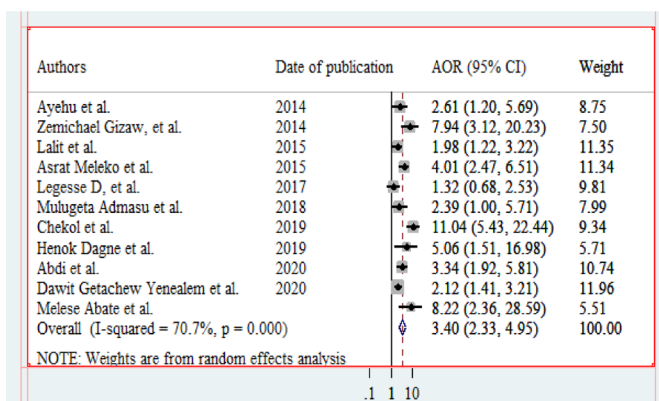 Authors Date of publication AOR (95% CI) Weight
Ayehu et al. 2014 2.61 (1.20, 5.69) 8.75
Zemichael Gizaw, et al. 2014 7.94 (3.12, 20.23) 7.50
Lalit et al. 2015 1.98 (1.22, 3.22) 11.35
Asrat Meleko et al. 2015 4.01 (2.47, 6.51) 11.34
Legesse D, et al. 2017 1.32 (0.68, 2.53) 9.81
Mulugeta Admasu et al. 2018 2.39 (1.00, 5.71) 7.99
Chekol et al. 2019 11.04 (5.43, 22.44) 9.34
Henok Dagne et al. 2019 5.06 (1.51, 16.98) 5.71
Abdi et al. 2020 3.34 (1.92, 5.81) 10.74
Dawit Getachew Yenealem et al. 2020 2.12 (1.41, 3.21) 11.96
Melese Abate et al. 8.22 (2.36, 28.59) 5.51
Overall (I-squared = 70.7%, p = 0.000) 3.40 (2.33, 4.95) 100.00
NOTE: Weights are from random effects analysis
.1 1 10